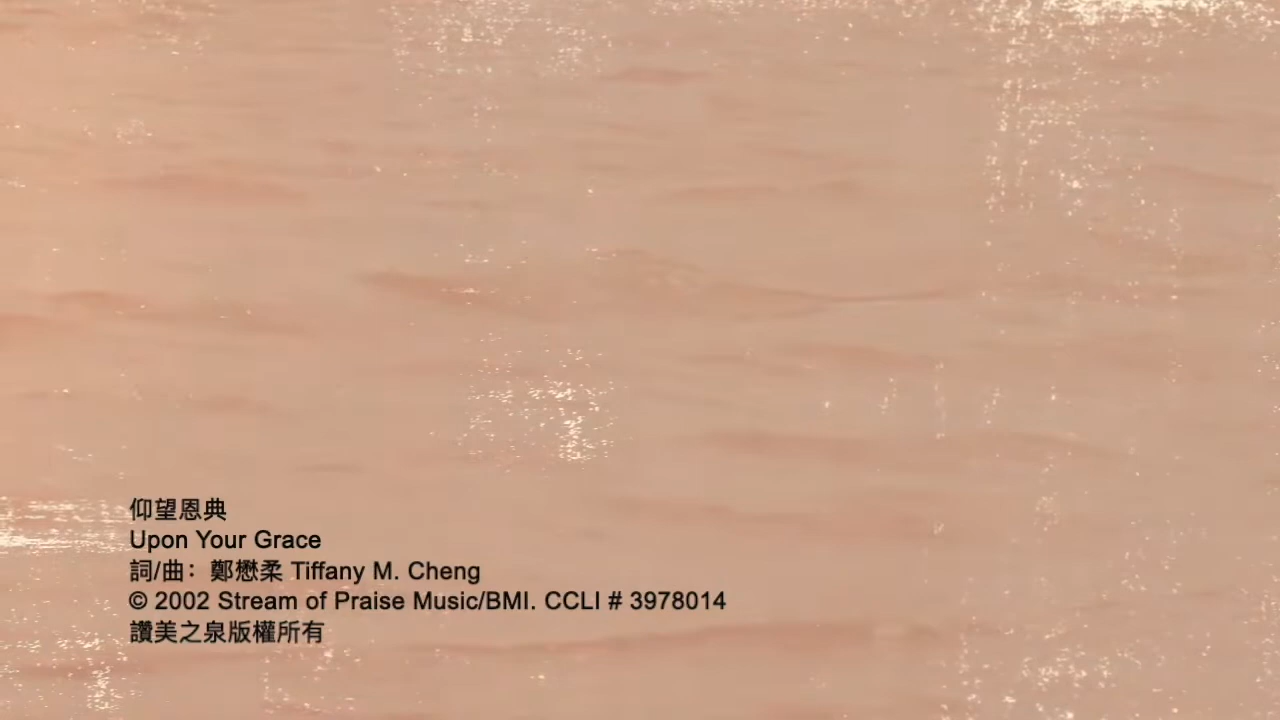 仰望恩典
Upon Your Grace
詞/曲：鄭懋柔 Tiffany M. Cheng
© 2002 Stream of Praise Music/BMI. CCLI # 3978014
讚美之泉版權所有